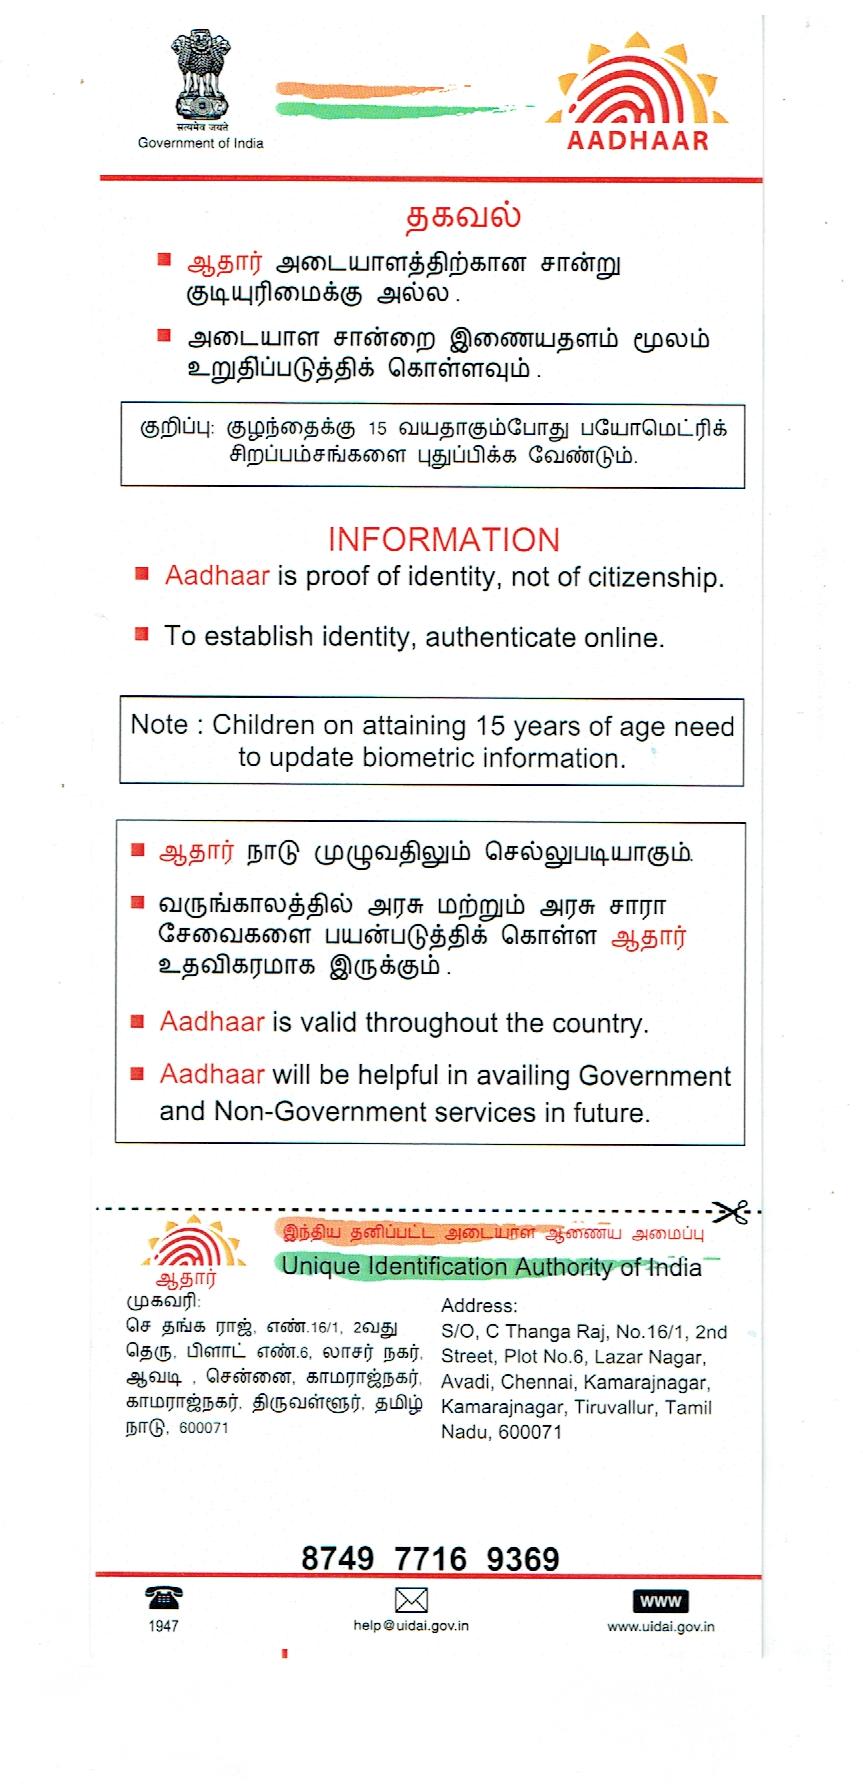 सत्यमेव जयते
Government of India
AADHAAR
தகவல்
ஆதார் அடையாளத்திற்கான சான்று
குடியுரிமைக்கு அல்ல .
அடையாள சான்றை இணையதளம் மூலம்
உறுதிப்படுத்திக் கொள்ளவும் .
குறிப்பு: குழந்தைக்கு 15 வயதாகும்போது பயோமெட்ரிக்
சிறப்பம்சங்களை புதுப்பிக்க வேண்டும்.
INFORMATION
Aadhaar is proof of identity, not of citizenship.
To establish identity, authenticate online.
Note : Children on attaining 15 years of age need
to update biometric information.
ஆதார் நாடு முழுவதிலும் செல்லுபடியாகும்.
வருங்காலத்தில் அரசு மற்றும் அரசு சாரா
சேவைகளை பயன்படுத்திக் கொள்ள ஆதார்
உதவிகரமாக இருக்கும் .
Aadhaar is valid throughout the country.
Aadhaar will be helpful in availing Government
and Non-Government services in future.
இந்திய தனிப்பட்ட அடையாள ஆணைய அமைப்பு
Unique Identification Authority of India
ஆதார்
முகவரி:
செ தங்க ராஜ், எண்.16/1, 2வது
தெரு, பிளாட் எண்.6, லாசர் நகர்,
ஆவடி , சென்னை, காமராஜ்நகர்,
காமராஜ்நகர், திருவள்ளூர், தமிழ்
நாடு, 600071
Address:
S/O, C Thanga Raj, No.16/1, 2nd
Street, Plot No.6, Lazar Nagar,
Avadi, Chennai, Kamarajnagar,
Kamarajnagar, Tiruvallur, Tamil
Nadu, 600071
8749 7716 9369
1947
help@uidai.gov.in
www
www.uidai.gov.in